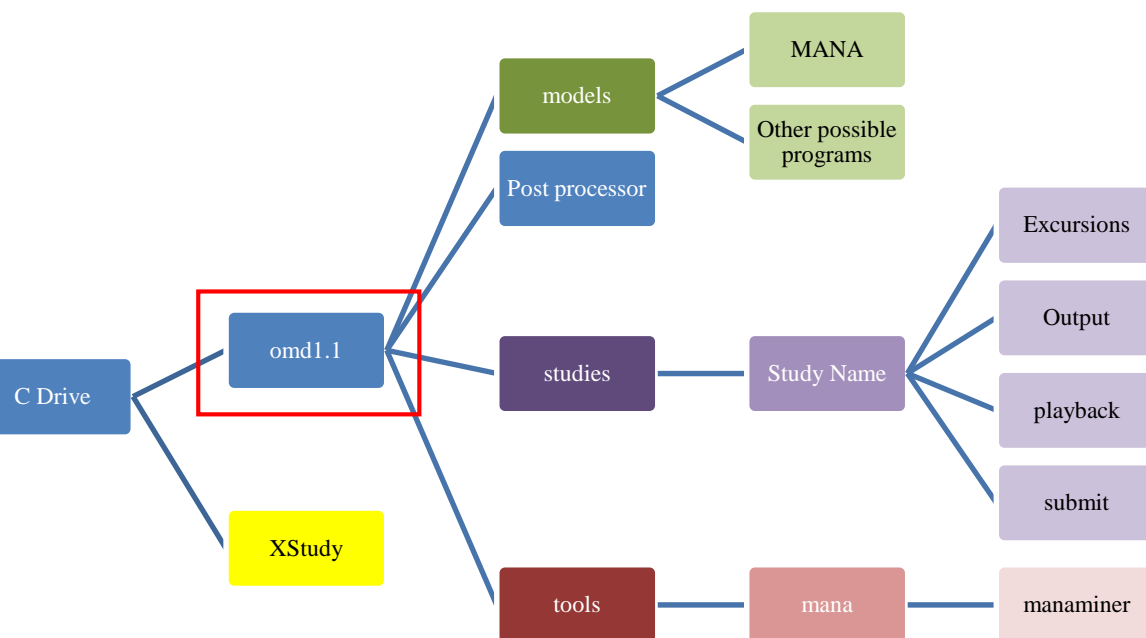 MANA
models
Other possible
programs
Post processor
Excursions
omd1.1
Output
C Drive
studies
Study Name
playback
submit
XStudy
tools
mana
manaminer